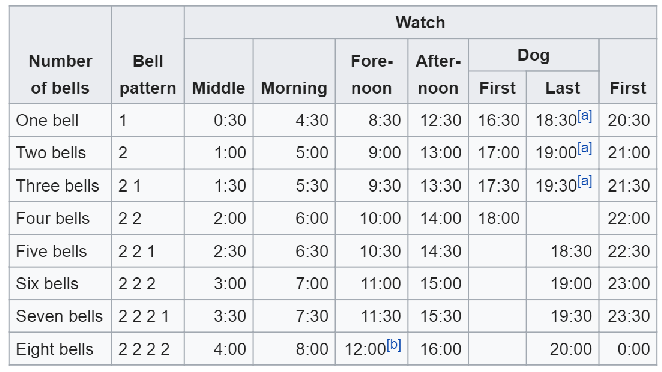 Watch
Number of bells Bell pattern Middle Morning Fore-noon After-noon Dog First
First Last
One bell 1 0:30 4:30 8:30 12:30 16:30 18:30[a] 20:30
Two bells 2 1:00 5:00 9:00 13:00 17:00 19:00[a] 21:00
Three bells 2 1 1:30 5:30 9:30 13:30 17:30 19:30[a] 21:30
Four bells 2 2 2:00 6:00 10:00 14:00 18:00 22:00
Five bells 2 2 1 2:30 6:30 10:30 14:30 18:30 22:30
Six bells 2 2 2 3:00 7:00 11:00 15:00 19:00 23:00
Seven bells 2 2 2 1 3:30 7:30 11:30 15:30 19:30 23:30
Eight bells 2 2 2 2 4:00 8:00 12:00[b] 16:00 20:00 0:00